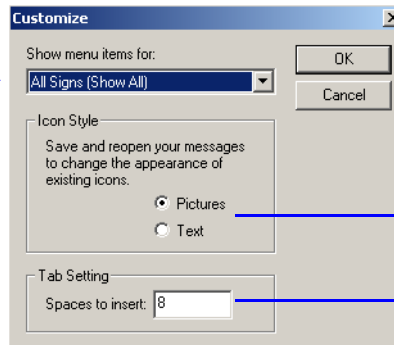 Customize
Show menu items for:
All Signs (Show All)
OK
Cancel
Icon Style
Save and reopen your messages
to change the appearance of
existing icons.
Pictures
Text
Tab Setting
Spaces to insert: 8